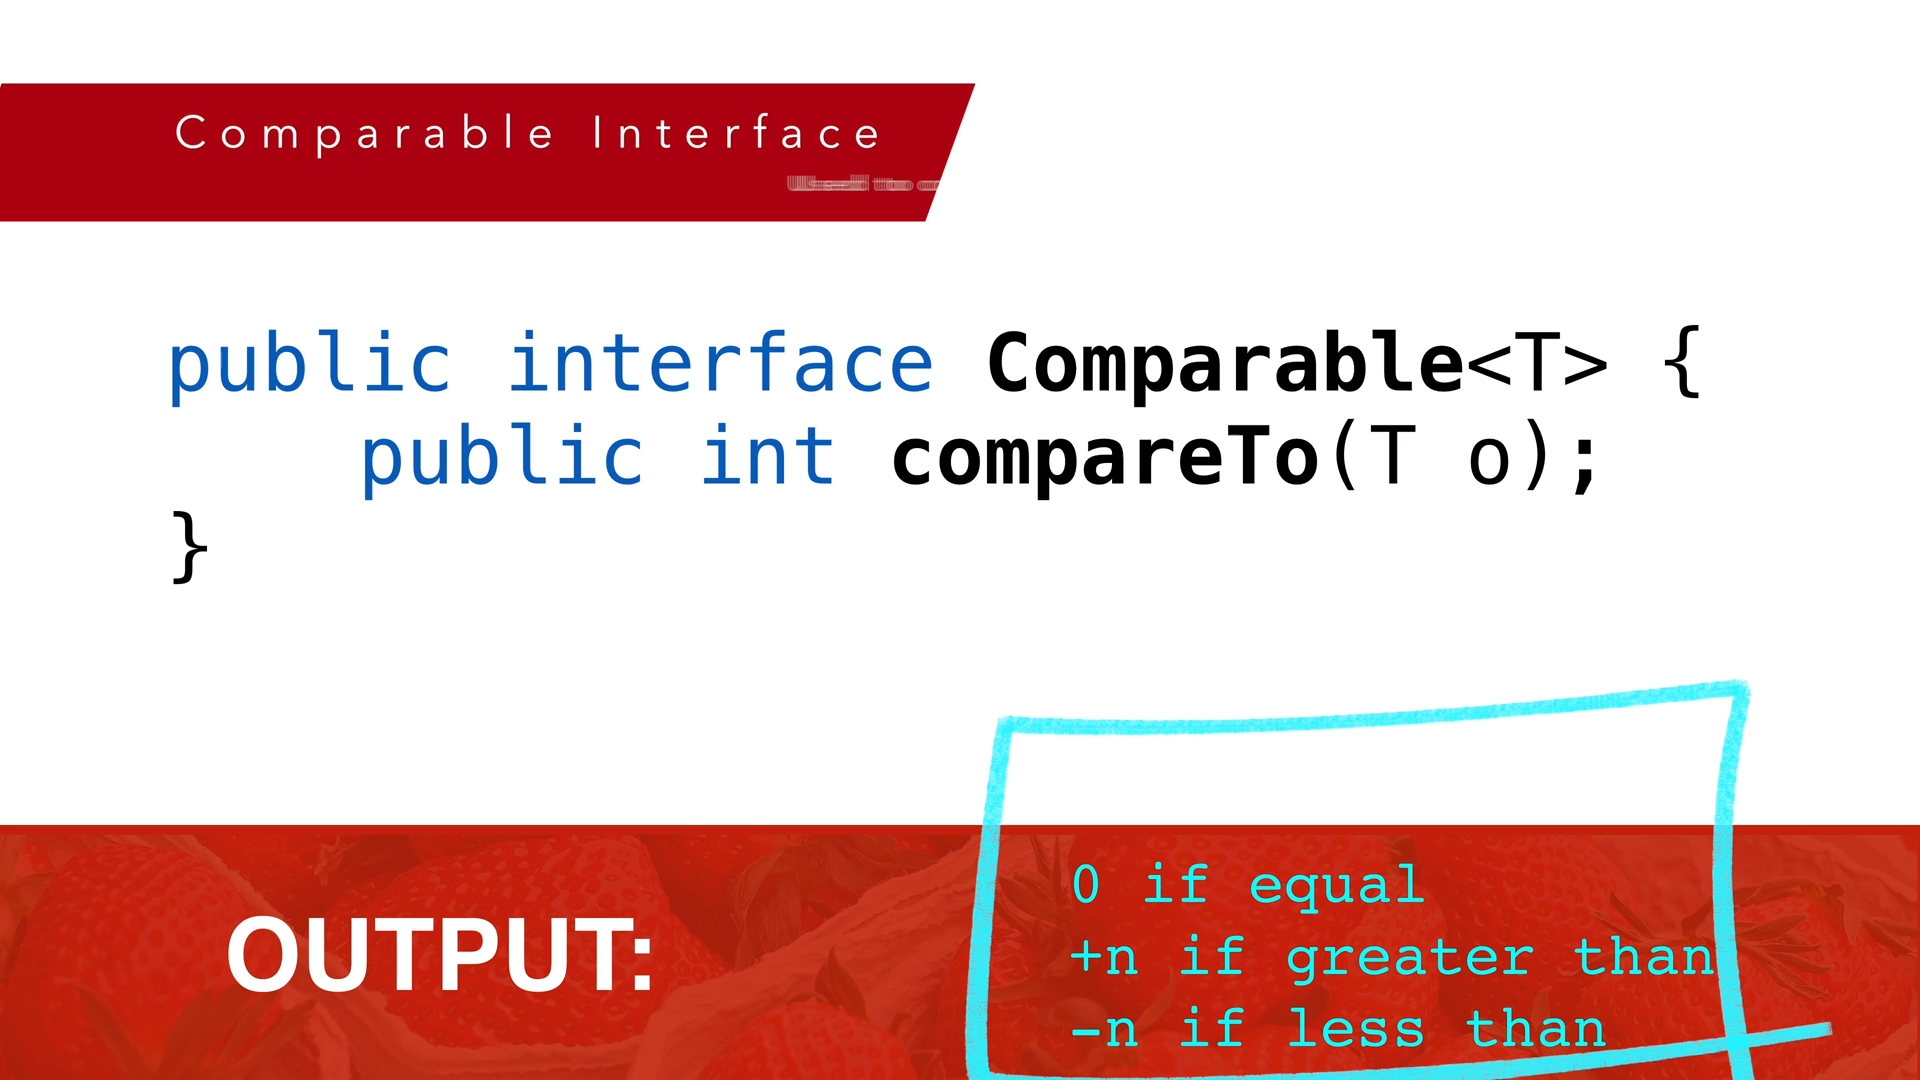 Comparable Interface
public interface Comparable<T> {
    public int compareTo(T o);
}
OUTPUT:
0 if equal
+n if greater than
-n if less than